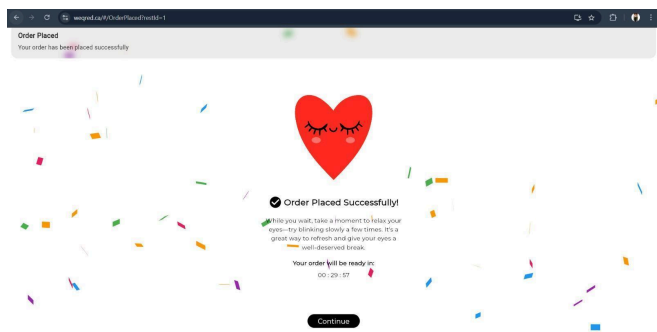 weqred.ca/#/OrderPlaced?restId=1
Order Placed
Your order has been placed successfully
Order Placed Successfully!
While you wait, take a moment to relax your
eyes—try blinking slowly a few times. It's a
great way to refresh and give your eyes a
well-deserved break.
Your order will be ready in:
00 : 29 : 57
Continue